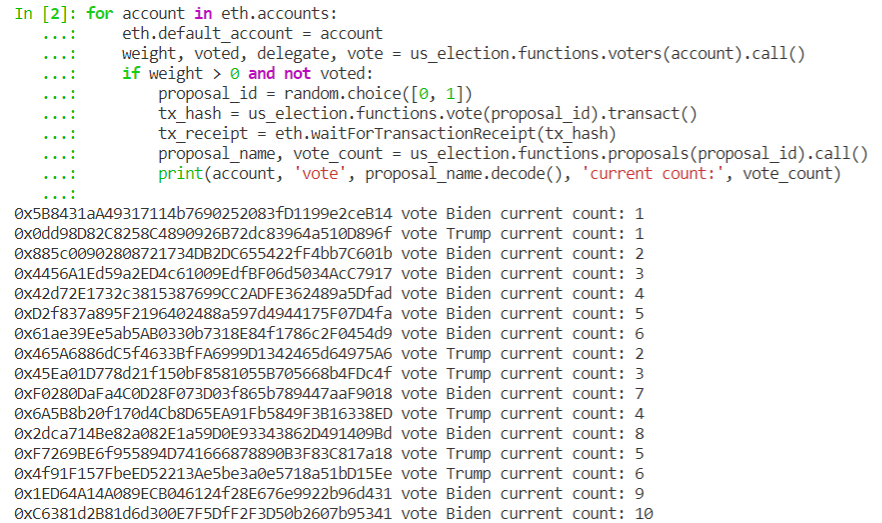 In [2]: for account in eth.accounts:
   ...:     eth.default_account = account
   ...:     weight, voted, delegate, vote = us_election.functions.voters(account).call()
   ...:     if weight > 0 and not voted:
   ...:         proposal_id = random.choice([0, 1])
   ...:         tx_hash = us_election.functions.vote(proposal_id).transact()
   ...:         tx_receipt = eth.waitForTransactionReceipt(tx_hash)
   ...:         proposal_name, vote_count = us_election.functions.proposals(proposal_id).call()
   ...:         print(account, 'vote', proposal_name.decode(), 'current count:', vote_count)
   ...:
0x5B8431aA49317114b7690252083fD1199e2ceB14 vote Biden current count: 1
0x0dd98D82C8258C4890926B72dc83964a510D896f vote Trump current count: 1
0x885c00902808721734DB2DC655422fF4bb7C601b vote Biden current count: 2
0x4456A1Ed59a2ED4c61009EdfBF06d5034AcC7917 vote Biden current count: 3
0x42d72E1732c3815387699CC2ADFE362489a5Dfad vote Biden current count: 4
0xD2f837a895F2196402488a597d4944175F07D4fa vote Biden current count: 5
0x61ae39Ee5ab5AB0330b7318E84f1786c2F0454d9 vote Biden current count: 6
0x465A6886dC5f4633BfFA6999D1342465d64975A6 vote Trump current count: 2
0x45Ea01D778d21f150bF8581055B705668b4FDc4f vote Trump current count: 3
0xF0280DaFa4C0D28F073D03f865b789447aaF9018 vote Biden current count: 7
0x6A5B8b20f170d4Cb8D65EA91Fb5849F3B16338ED vote Trump current count: 4
0x2dca714Be82a082E1a59D0E93343862D491409Bd vote Biden current count: 8
0xF7269BE6f955894D741666878890B3F83C817a18 vote Trump current count: 5
0x4f91F157FbeED52213Ae5be3a0e5718a51bD15Ee vote Trump current count: 6
0x1ED64A14A089ECB046124f28E676e9922b96d431 vote Biden current count: 9
0xC6381d2B81d6d300E7F5DfF2F3D50b2607b95341 vote Biden current count: 10